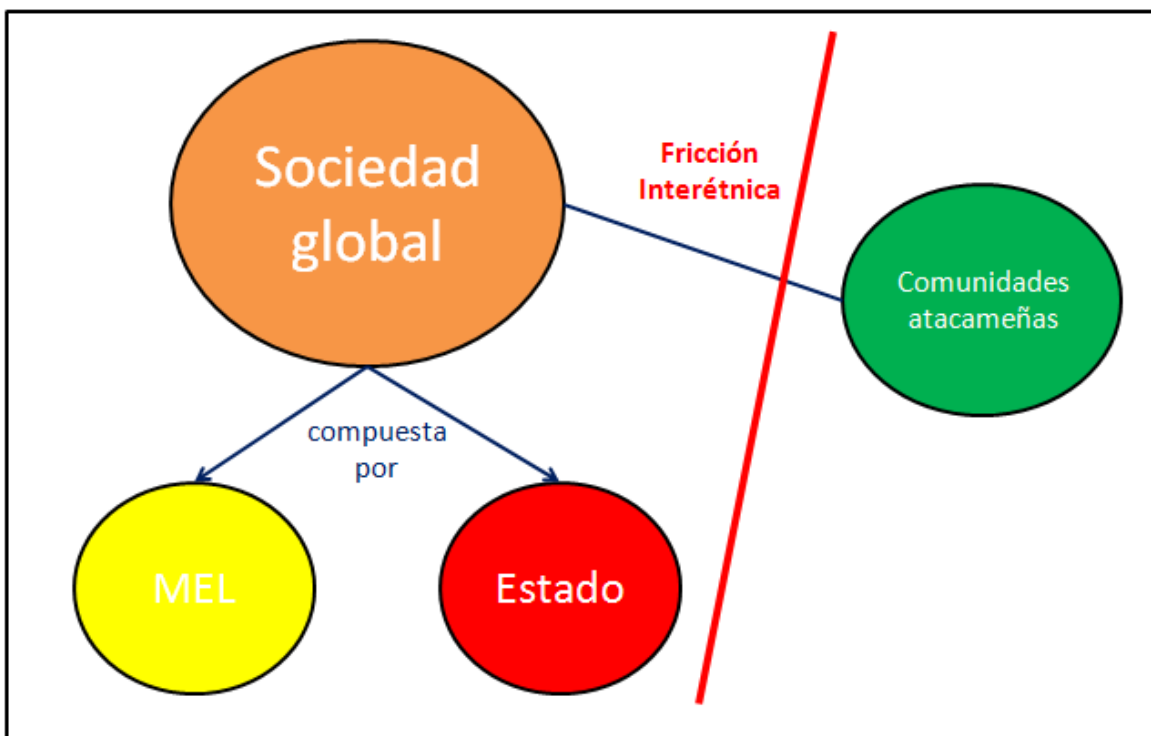 Sociedad
global
Fricción
Interétnica
Comunidades
atacameñas
compuesta
por
MEL
Estado